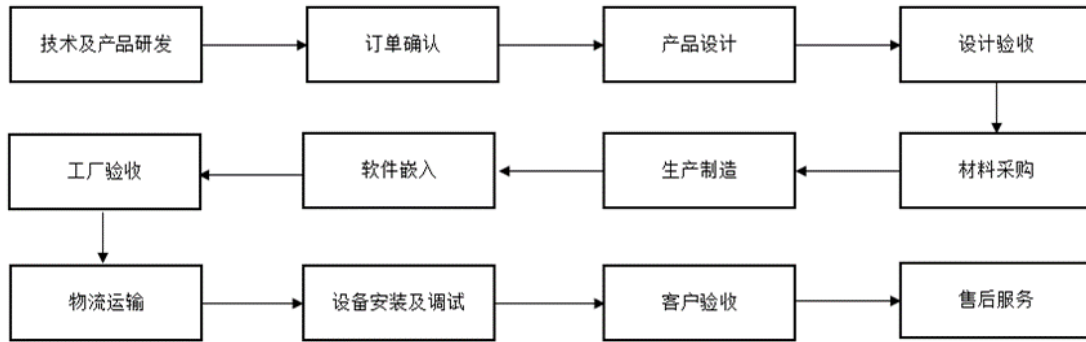 技术及产品研发
订单确认
产品设计
设计验收
材料采购
生产制造
软件嵌入
工厂验收
物流运输
设备安装及调试
客户验收
售后服务